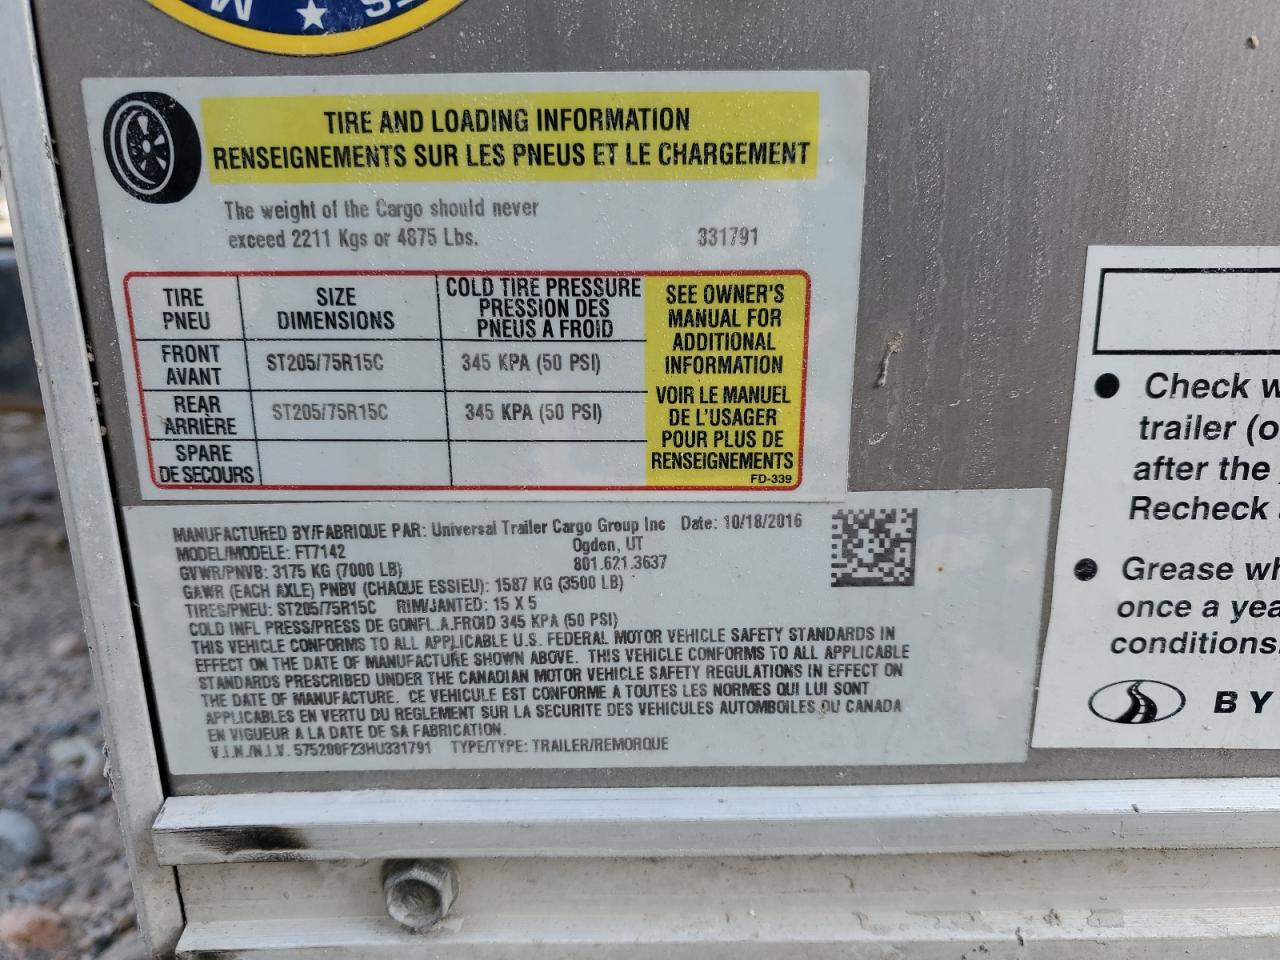 M
TIRE AND LOADING INFORMATION
RENSEIGNEMENTS SUR LES PNEUS ET LE CHARGEMENT
The weight of the Cargo should never
exceed 2211 Kgs or 4875 Lbs.
331791
TIRE
PNEU
SIZE
DIMENSIONS
COLD TIRE PRESSURE
PRESSION DES
PNEUS A FROID
FRONT
AVANT
ST205/75R15C
345 KPA (50 PSI)
REAR
ARRIÈRE
ST205/75R15C
345 KPA (50 PSI)
SPARE
DE SECOURS
SEE OWNER'S
MANUAL FOR
ADDITIONAL
INFORMATION
VOIR LE MANUEL
DE L'USAGER
POUR PLUS DE
RENSEIGNEMENTS
FD-339
MANUFACTURED BY/FABRIQUE PAR: Universal Trailer Cargo Group Inc Date: 10/18/2016
MODEL/MODELE: FT7142 Ogden, UT
GVWR/PNVB: 3175 KG (7000 LB) 801.621.3637
GAWR (EACH AXLE) PNBV (CHAQUE ESSIEU): 1587 KG (3500 LB)
TIRES/PNEU: ST205/75R15C RIM/JANTED: 15 X 5
COLD INFL PRESS/PRESS DE GONFL.A.FROID 345 KPA (50 PSI)
THIS VEHICLE CONFORMS TO ALL APPLICABLE U.S. FEDERAL MOTOR VEHICLE SAFETY STANDARDS IN
EFFECT ON THE DATE OF MANUFACTURE SHOWN ABOVE. THIS VEHICLE CONFORMS TO ALL APPLICABLE
STANDARDS PRESCRIBED UNDER THE CANADIAN MOTOR VEHICLE SAFETY REGULATIONS IN EFFECT ON
THE DATE OF MANUFACTURE. CE VEHICULE EST CONFORME A TOUTES LES NORMES QUI LUI SONT
APPLICABLES EN VERTU DU REGLEMENT SUR LA SECURITE DES VEHICULES AUTOMBOILES DU CANADA
EN VIGUEUR A LA DATE DE SA FABRICATION.
V.I.N./N.I.V. 575200F23HU331791 TYPE/TYPE: TRAILER/REMORQUE
Check
trailer
after the
Recheck
Grease
once a
conditions.
BY